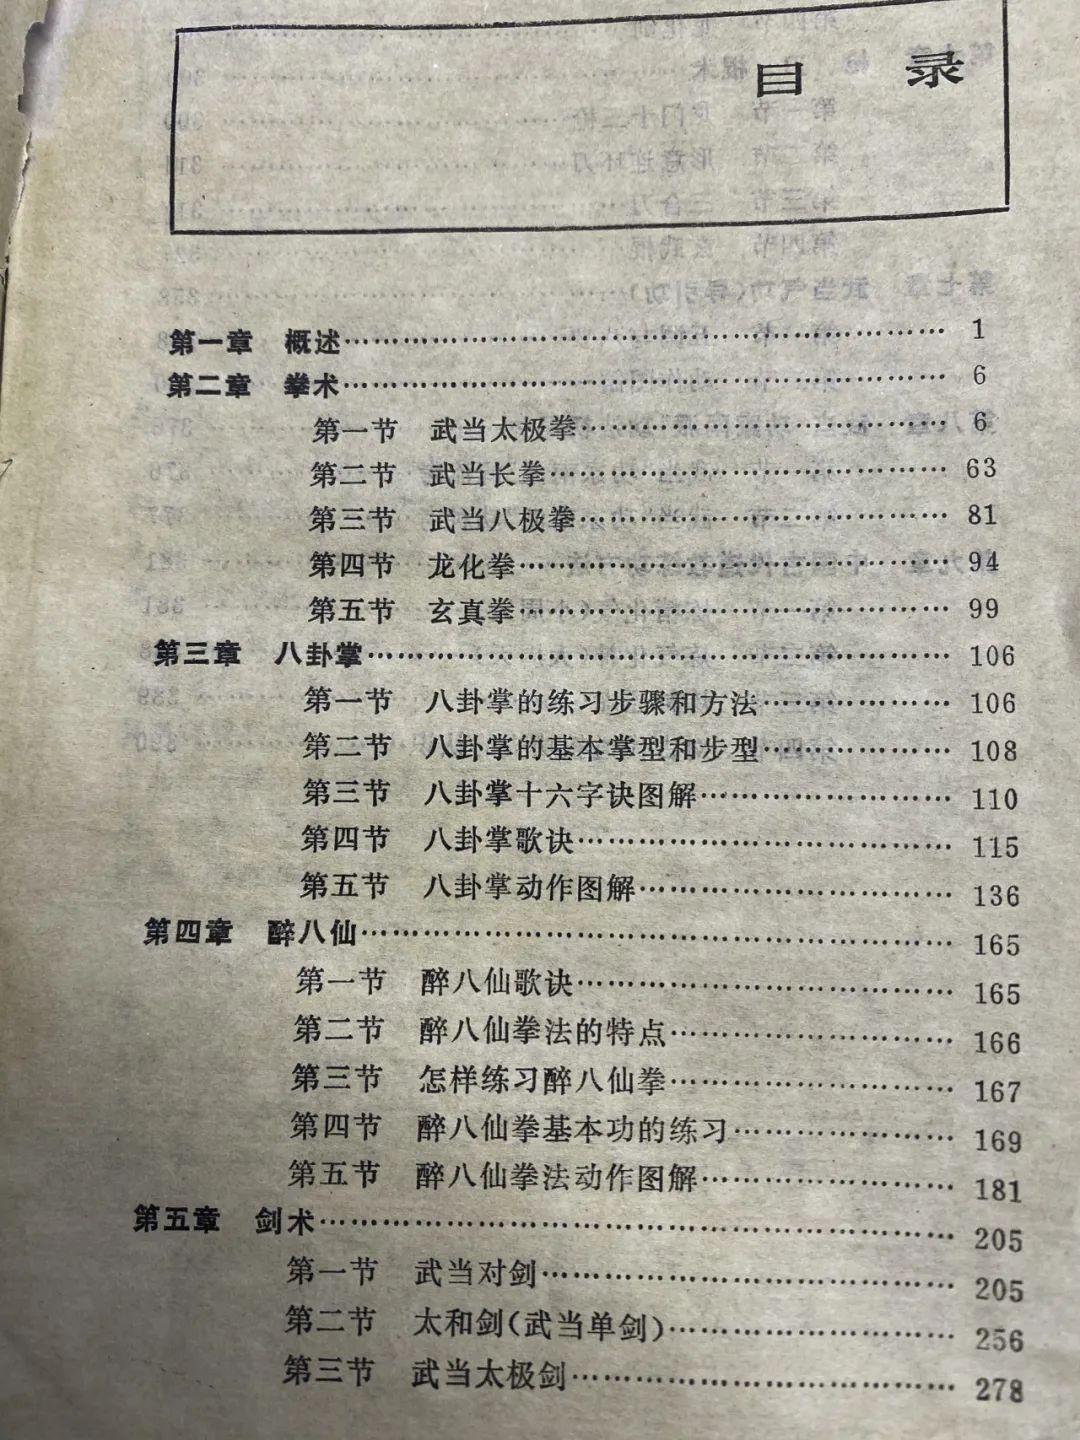 目 录
第一章 概述…………………………………………………… 1
第二章 拳术…………………………………………………… 6
第一节 武当太极拳…………………………………… 6
第二节 武当长拳……………………………………… 63
第三节 武当八极拳…………………………………… 81
第四节 龙化拳………………………………………… 94
第五节 玄真拳………………………………………… 99
第三章 八卦掌………………………………………………… 106
第一节 八卦掌的练习步骤和方法………………… 106
第二节 八卦掌的基本掌型和步型………………… 108
第三节 八卦掌十六字诀图解……………………… 110
第四节 八卦掌歌诀………………………………… 115
第五节 八卦掌动作图解…………………………… 136
第四章 醉八仙………………………………………………… 165
第一节 醉八仙歌诀………………………………… 165
第二节 醉八仙拳法的特点………………………… 166
第三节 怎样练习醉八仙拳………………………… 167
第四节 醉八仙拳基本功的练习…………………… 169
第五节 醉八仙拳法动作图解……………………… 181
第五章 剑术…………………………………………………… 205
第一节 武当对剑…………………………………… 205
第二节 太和剑(武当单剑)………………………… 256
第三节 武当太极剑………………………………… 278